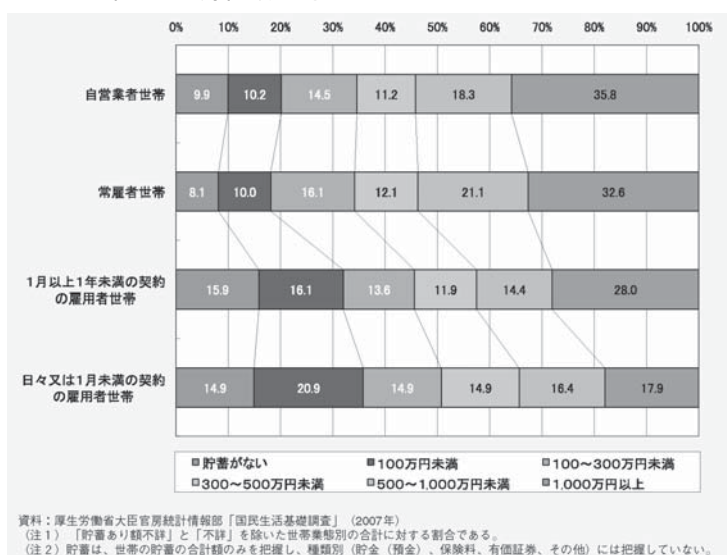 0% 10% 20% 30% 40% 50% 60% 70% 80% 90% 100%
自営業者世帯 9.9 10.2 14.5 11.2 18.3 35.8
常雇者世帯 8.1 10.0 16.1 12.1 21.1 32.6
1月以上1年未満の契約
の雇用者世帯 15.9 16.1 13.6 11.9 14.4 28.0
日々又は1月未満の契約
の雇用者世帯 14.9 20.9 14.9 14.9 16.4 17.9
貯蓄がない 100万円未満 100～300万円未満
300～500万円未満 500～1,000万円未満 1,000万円以上
資料：厚生労働省大臣官房統計情報部「国民生活基礎調査」（2007年）
（注１）「貯蓄あり額不詳」と「不詳」を除いた世帯業態別の合計に対する割合である。
（注２）貯蓄は、世帯の貯蓄の合計額のみを把握し、種類別（貯金（預金）、保険料、有価証券、その他）には把握していない。